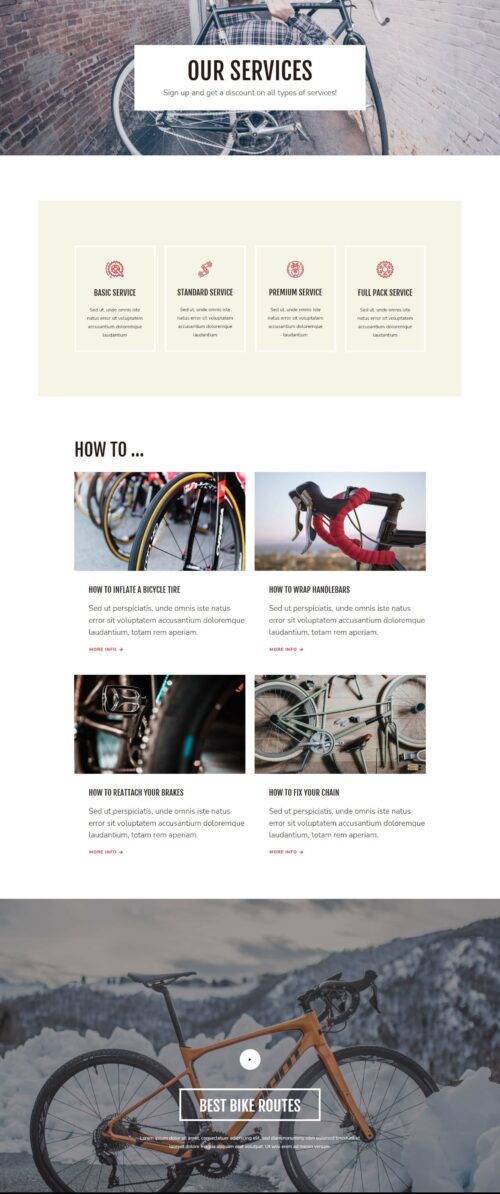 OUR SERVICES
Sign up and get a discount on all types of services!
BASIC SERVICE
Sed ut, unde omnis iste
natus error sit voluptatem
accusantium doloremque
laudantium
STANDARD SERVICE
Sed ut, unde omnis iste
natus error sit voluptatem
accusantium doloremque
laudantium
PREMIUM SERVICE
Sed ut, unde omnis iste
natus error sit voluptatem
accusantium doloremque
laudantium
FULL PACK SERVICE
Sed ut, unde omnis iste
natus error sit voluptatem
accusantium doloremque
laudantium
HOW TO ...
HOW TO INFLATE A BICYCLE TIRE
Sed ut perspiciatis, unde omnis iste natus
error sit voluptatem accusantium doloremque
laudantium, totam rem aperiam.
MORE INFO →
HOW TO WRAP HANDLEBARS
Sed ut perspiciatis, unde omnis iste natus
error sit voluptatem accusantium doloremque
laudantium, totam rem aperiam.
MORE INFO →
HOW TO REATTACH YOUR BRAKES
Sed ut perspiciatis, unde omnis iste natus
error sit voluptatem accusantium doloremque
laudantium, totam rem aperiam.
MORE INFO →
HOW TO FIX YOUR CHAIN
Sed ut perspiciatis, unde omnis iste natus
error sit voluptatem accusantium doloremque
laudantium, totam rem aperiam.
MORE INFO →
BEST BIKE ROUTES
Lorem ipsum dolor sit amet, consectetuer adipiscing elit, sed diam nonummy nibh euismod tincidunt ut
laoreet dolore magna aliquam erat volutpat. Ut wisi enim ad minim veniam.